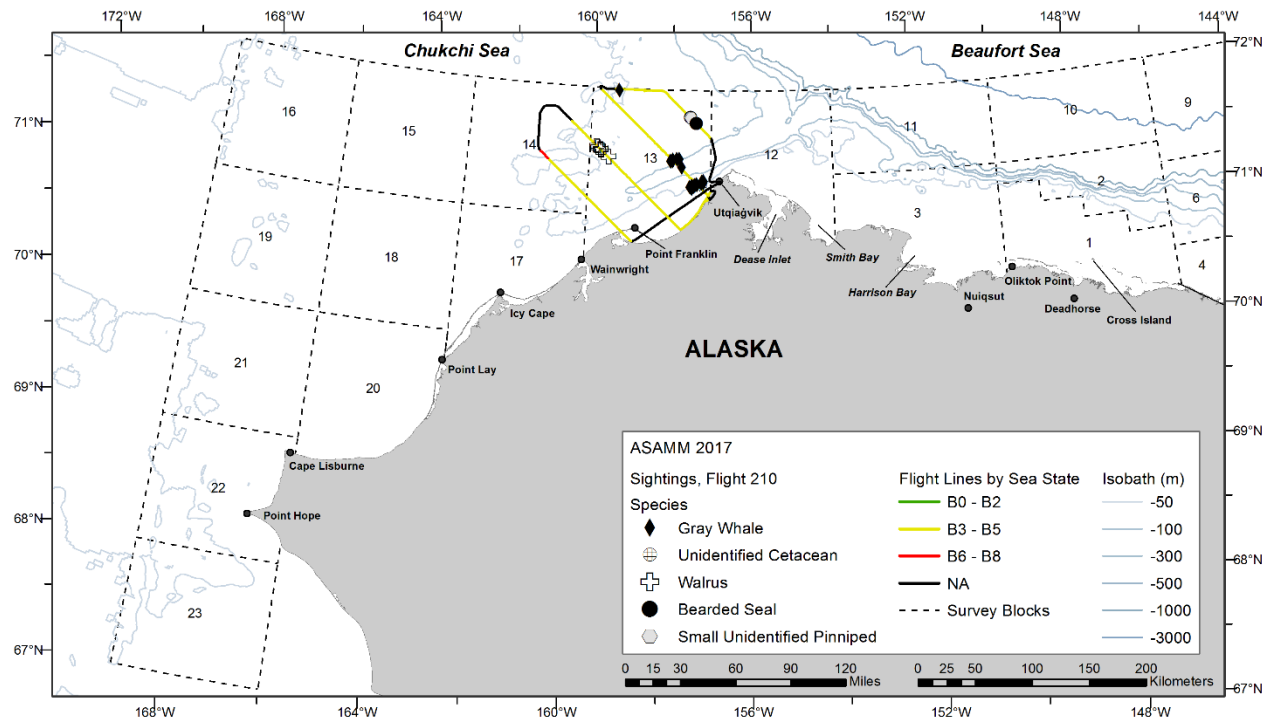 172°W 168°W 164°W 160°W 156°W 152°W 148°W 144°W
Chukchi Sea Beaufort Sea
72°N
16
15
10
9
71°N
14
13
12
11
71°N
2
6
3
1
4
Utqiaġvik
Point Franklin
Dease Inlet
Smith Bay
Harrison Bay
19
18
17
Wainwright
70°N
Oliktok Point
Nuiqsut
Deadhorse
Cross Island
70°N
Icy Cape
ALASKA
Point Lay
21
20
69°N
69°N
Cape Lisburne
22
Point Hope
68°N
68°N
23
67°N
67°N
ASAMM 2017
Sightings, Flight 210
Species
Gray Whale
Unidentified Cetacean
Walrus
Bearded Seal
Small Unidentified Pinniped
Flight Lines by Sea State
B0 - B2
B3 - B5
B6 - B8
NA
Survey Blocks
Isobath (m)
-50
-100
-300
-500
-1000
-3000
0 15 30 60 90 120
Miles
0 25 50 100 150 200
Kilometers
168°W 164°W 160°W 156°W 152°W 148°W